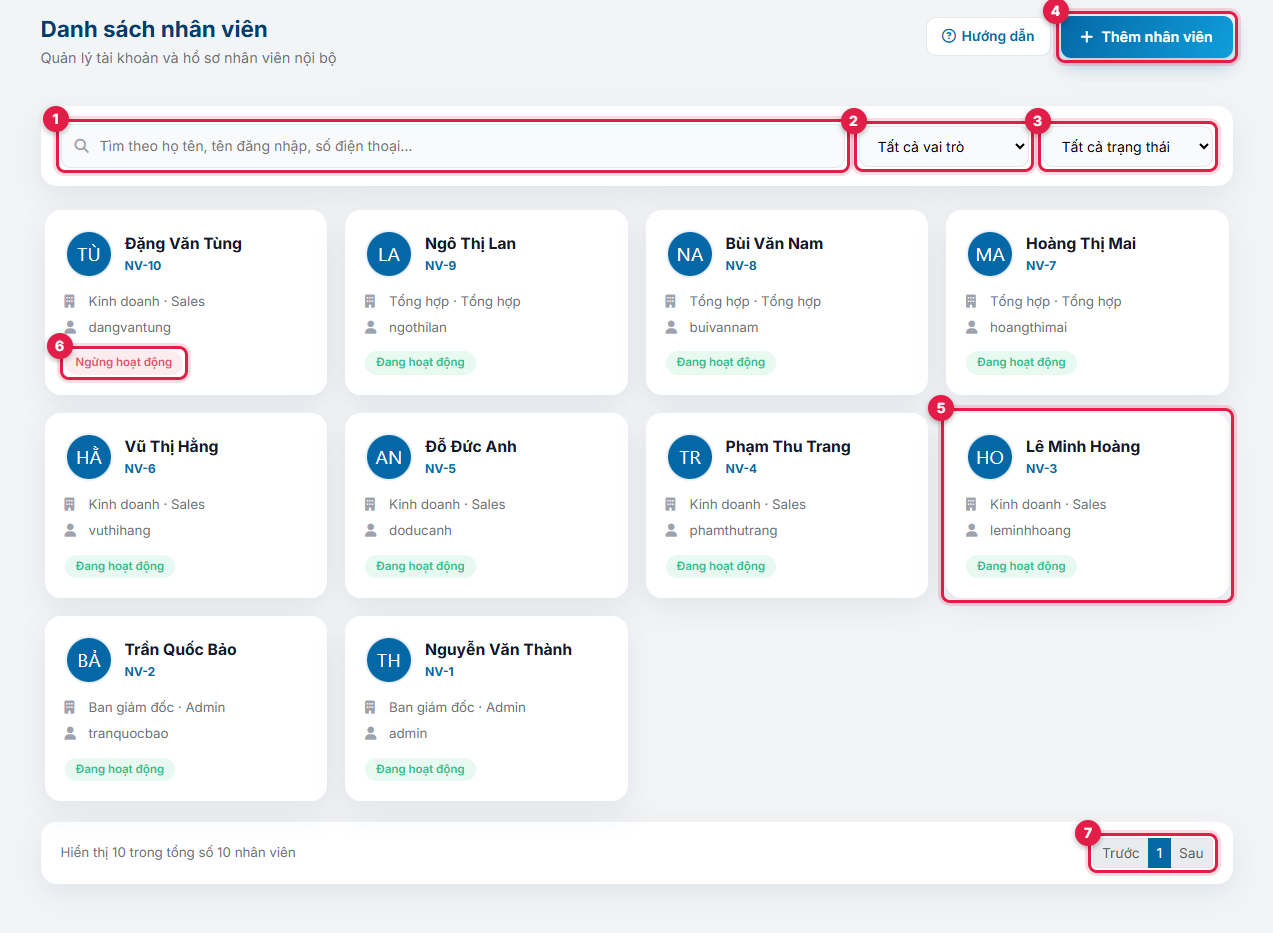 Danh sách nhân viên
Quản lý tài khoản và hồ sơ nhân viên nội bộ
Hướng dẫn
4
+ Thêm nhân viên
1
Tìm theo họ tên, tên đăng nhập, số điện thoại...
2
Tất cả vai trò
3
Tất cả trạng thái
TÙ
Đặng Văn Tùng
NV-10
Kinh doanh · Sales
dangvantung
6
Ngừng hoạt động
LA
Ngô Thị Lan
NV-9
Tổng hợp · Tổng hợp
ngothilan
Đang hoạt động
NA
Bùi Văn Nam
NV-8
Tổng hợp · Tổng hợp
buivannam
Đang hoạt động
MA
Hoàng Thị Mai
NV-7
Tổng hợp · Tổng hợp
hoangthimai
Đang hoạt động
HẰ
Vũ Thị Hằng
NV-6
Kinh doanh · Sales
vuthihang
Đang hoạt động
AN
Đỗ Đức Anh
NV-5
Kinh doanh · Sales
doducanh
Đang hoạt động
TR
Phạm Thu Trang
NV-4
Kinh doanh · Sales
phamthutrang
Đang hoạt động
5
HO
Lê Minh Hoàng
NV-3
Kinh doanh · Sales
leminhhoang
Đang hoạt động
BẢ
Trần Quốc Bảo
NV-2
Ban giám đốc · Admin
tranquocbao
Đang hoạt động
TH
Nguyễn Văn Thành
NV-1
Ban giám đốc · Admin
admin
Đang hoạt động
Hiển thị 10 trong tổng số 10 nhân viên
7
Trước 1 Sau